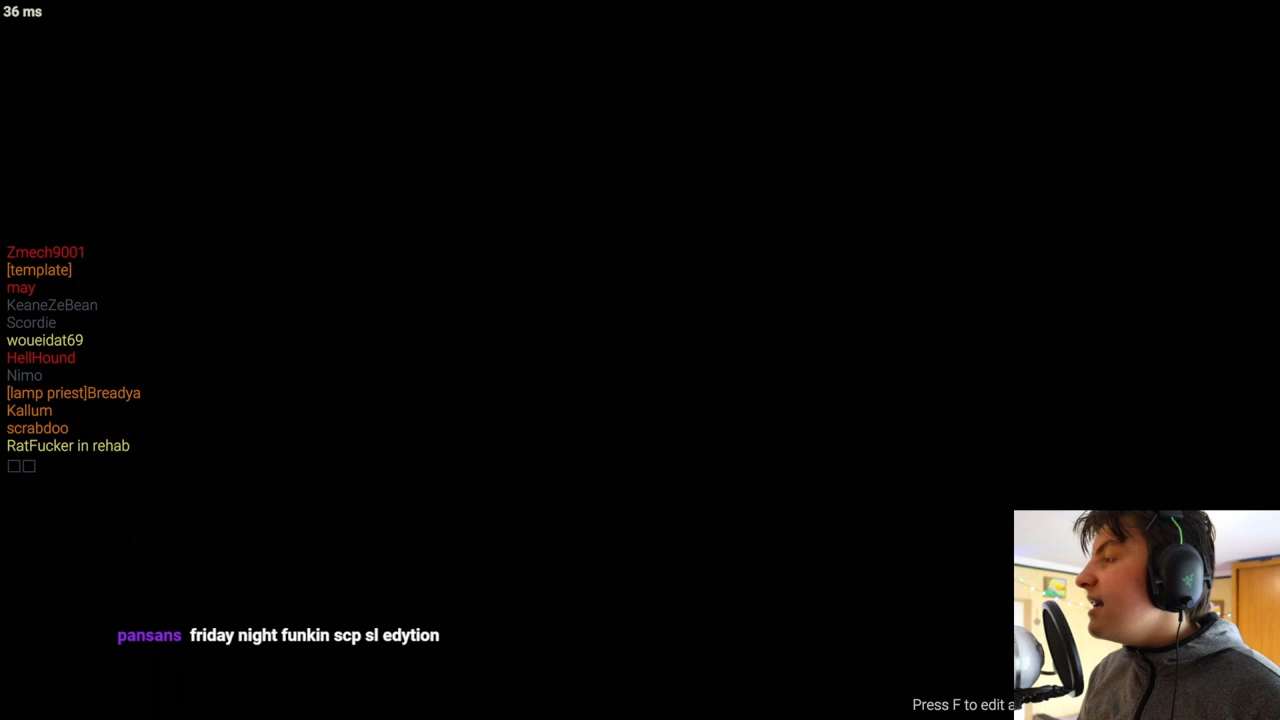 36 ms
Zmech9001
[template]
may
KeaneZeBean
Scordie
woueidat69
HellHound
Nimo
[lamp priest]Breadya
Kallum
scrabdoo
RatFucker in rehab
pansans friday night funkin scp sl edytion
Press F to edit a